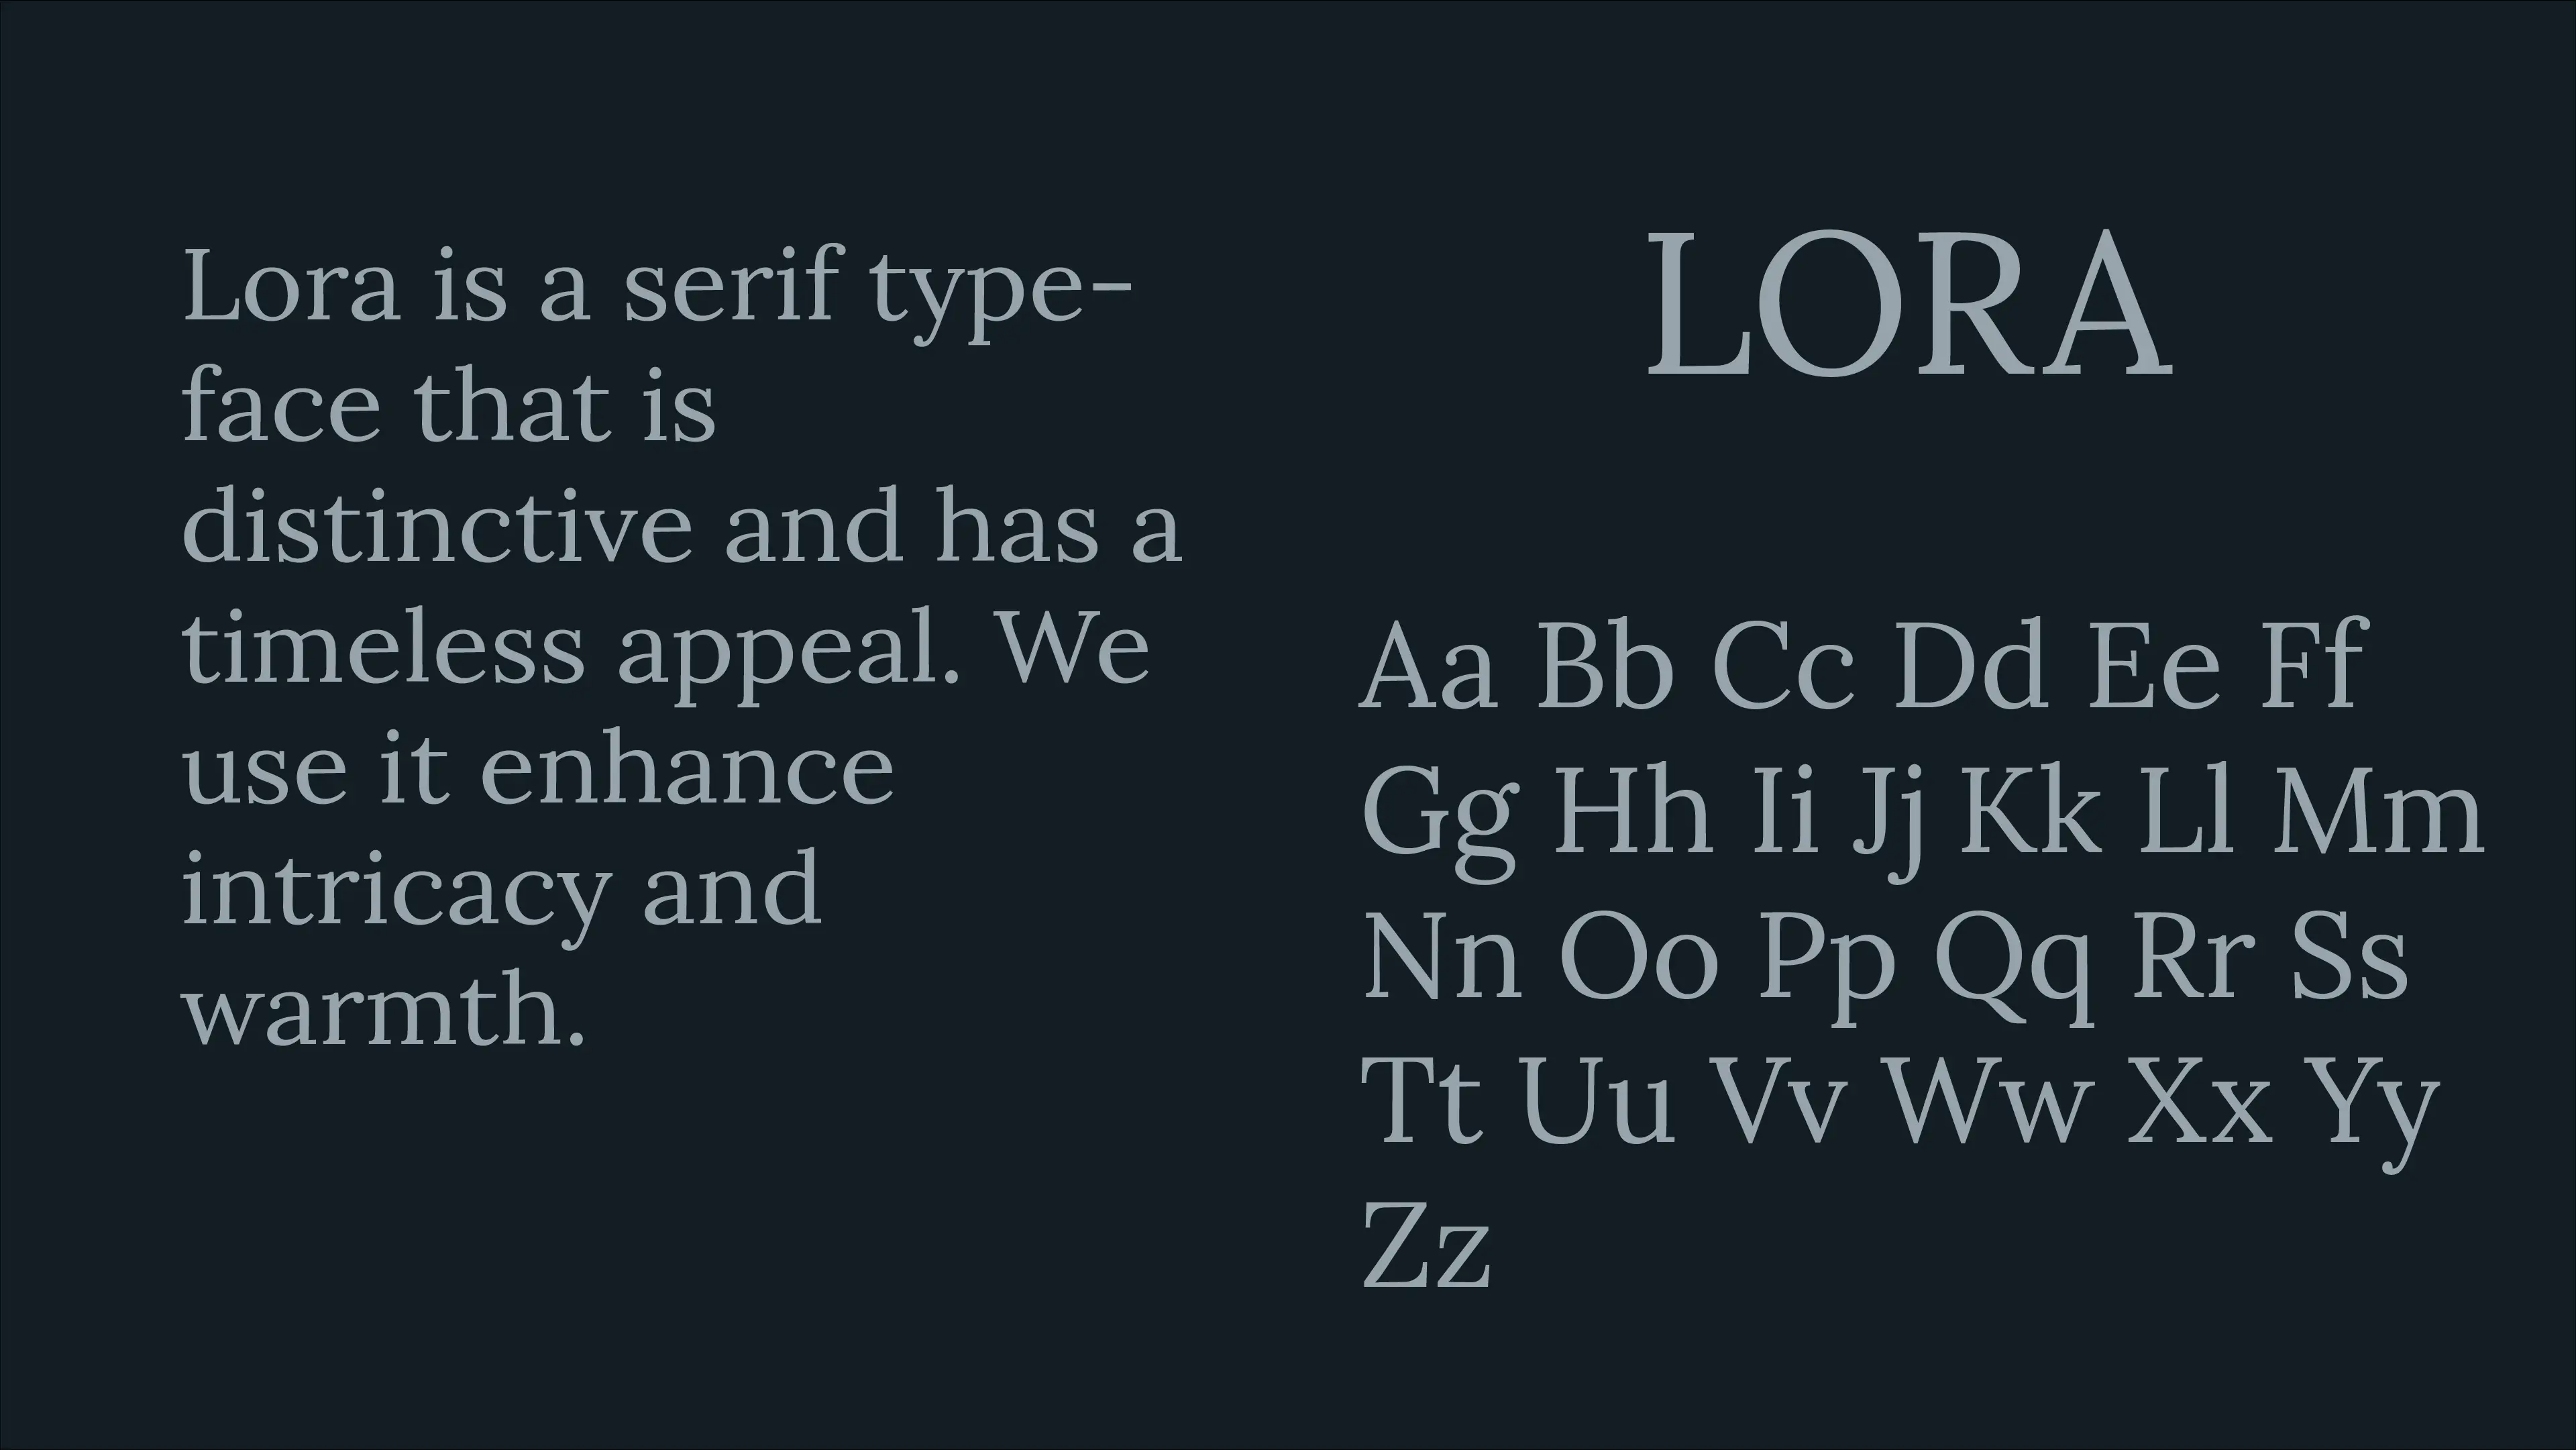 Lora is a serif type-
face that is
distinctive and has a
timeless appeal. We
use it enhance
intricacy and
warmth.
LORA
Aa Bb Cc Dd Ee Ff
Gg Hh Ii Jj Kk Ll Mm
Nn Oo Pp Qq Rr Ss
Tt Uu Vv Ww Xx Yy
Zz